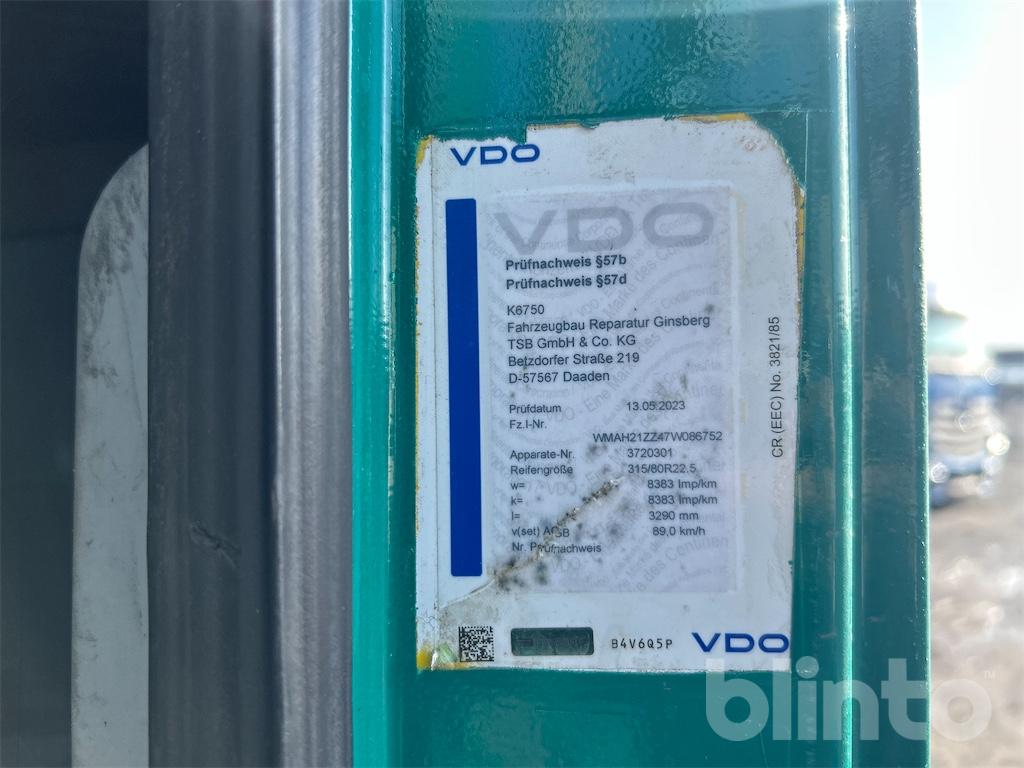 VDO
VDO
Prüfnachweis §57b
Prüfnachweis §57d
K6750
Fahrzeugbau Reparatur Ginsberg
TSB GmbH & Co. KG
Betzdorfer Straße 219
D-57567 Daaden
Prüfdatum 13.05.2023
Fz.I-Nr.
WMAH21ZZ47W086752
Apparate-Nr. 3720301
Reifengröße 315/80R22.5
w= 8383 Imp/km
k= 8383 Imp/km
l= 3290 mm
v(set) AGB 89,0 km/h
Nr. Prüfnachweis
CR (EEC) No. 3821/85
B4V6Q5P
VDO
blinto™